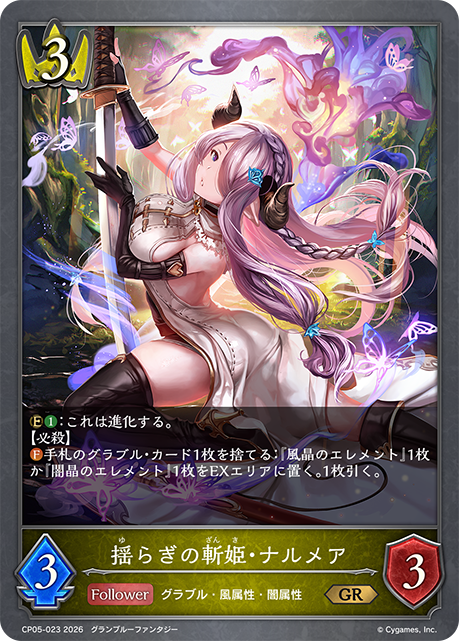 3
E 1：これは進化する。
【必殺】
F 手札のグラブル・カード1枚を捨てる：『風晶のエレメント』1枚
か『闇晶のエレメント』1枚をEXエリアに置く。1枚引く。
ゆ ざん き
揺らぎの斬姫・ナルメア
3
Follower グラブル・風属性・闇属性 GR
3
CP05-023 2026 グランブルーファンタジー © Cygames, Inc.